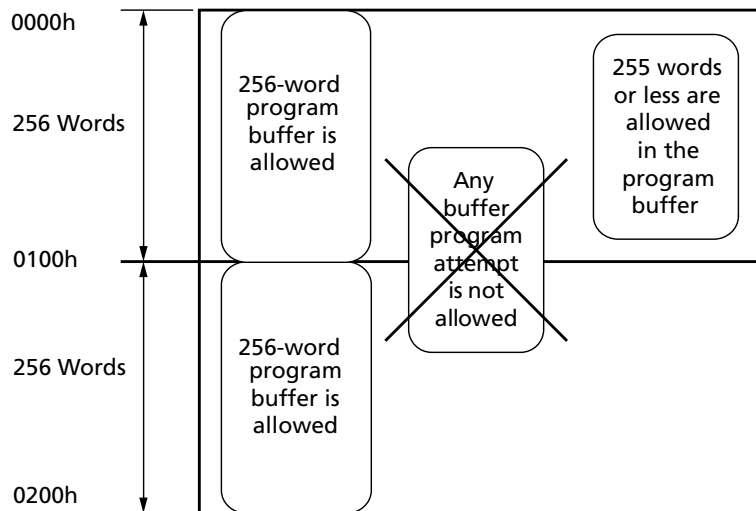 0000h
256 Words
0100h
256 Words
0200h
256-word
program
buffer is
allowed
256-word
program
buffer is
allowed
Any
buffer
program
attempt
is not
allowed
255 words
or less are
allowed
in the
program
buffer